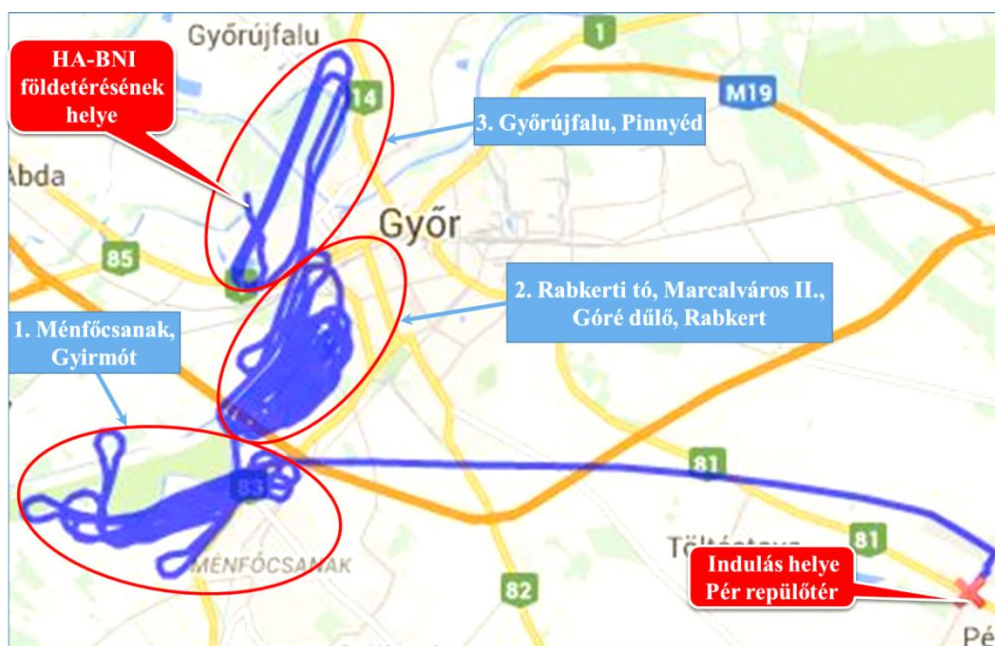 Győrújfalu
1
HA-BNI
földetérésének
helye
14
M19
3. Győrújfalu, Pinnyéd
Abda
Győr
85
2. Rabkerti tó, Marcalváros II.,
Góré dűlő, Rabkert
1. Ménfőcsanak,
Gyirmót
81
83
MÉNFŐCSANAK
81
Indulás helye
Pér repülőtér
82
Pé